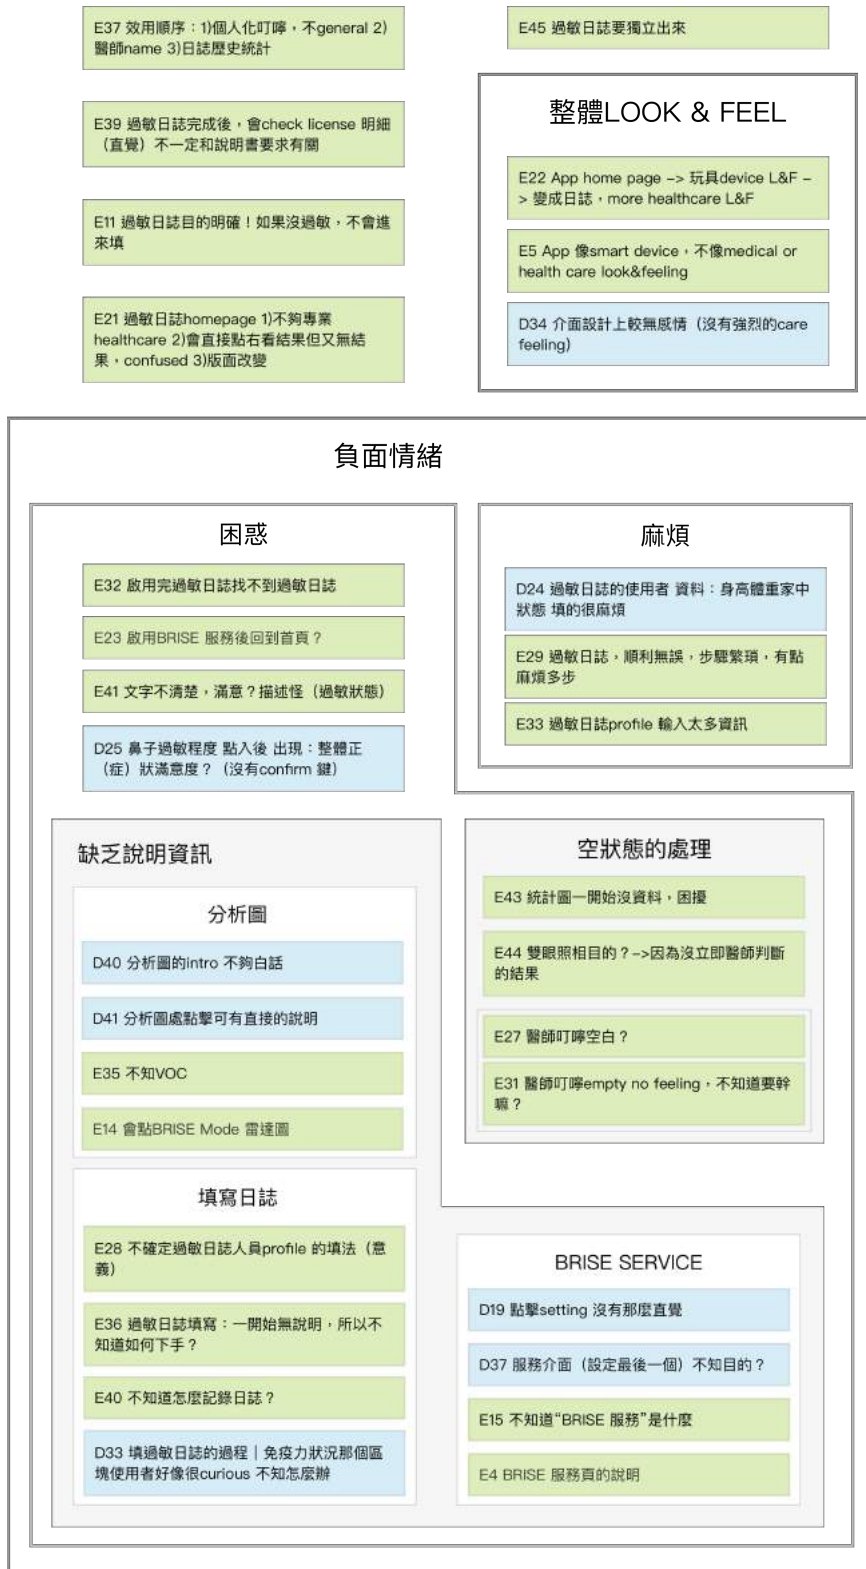 E37 效用順序：1)個人化叮嚀，不general 2)
醫師name 3)日誌歷史統計
E39 過敏日誌完成後，會check license 明細
（直覺）不一定和說明書要求有關
E11 過敏日誌目的明確！如果沒過敏，不會進
來填
E21 過敏日誌homepage 1)不夠專業
healthcare 2)會直接點右看結果但又無結
果，confused 3)版面改變
E45 過敏日誌要獨立出來
整體LOOK & FEEL
E22 App home page –> 玩具device L&F –
> 變成日誌，more healthcare L&F
E5 App 像smart device，不像medical or
health care look&feeling
D34 介面設計上較無感情（沒有強烈的care
feeling）
負面情緒
困惑
E32 啟用完過敏日誌找不到過敏日誌
E23 啟用BRISE 服務後回到首頁？
E41 文字不清楚，滿意？描述怪（過敏狀態）
D25 鼻子過敏程度 點入後 出現：整體正
（症）狀滿意度？（沒有confirm 鍵）
麻煩
D24 過敏日誌的使用者 資料：身高體重家中
狀態 填的很麻煩
E29 過敏日誌，順利無誤，步驟繁瑣，有點
麻煩多步
E33 過敏日誌profile 輸入太多資訊
缺乏說明資訊
分析圖
D40 分析圖的intro 不夠白話
D41 分析圖處點擊可有直接的說明
E35 不知VOC
E14 會點BRISE Mode 雷達圖
填寫日誌
E28 不確定過敏日誌人員profile 的填法（意
義）
E36 過敏日誌填寫：一開始無說明，所以不
知道如何下手？
E40 不知道怎麼記錄日誌？
D33 填過敏日誌的過程｜免疫力狀況那個區
塊使用者好像很curious 不知怎麼辦
空狀態的處理
E43 統計圖一開始沒資料，困擾
E44 雙眼照相目的？–>因為沒立即醫師判斷
的結果
E27 醫師叮嚀空白？
E31 醫師叮嚀empty no feeling，不知道要幹
嘛？
BRISE SERVICE
D19 點擊setting 沒有那麼直覺
D37 服務介面（設定最後一個）不知目的？
E15 不知道“BRISE 服務”是什麼
E4 BRISE 服務頁的說明